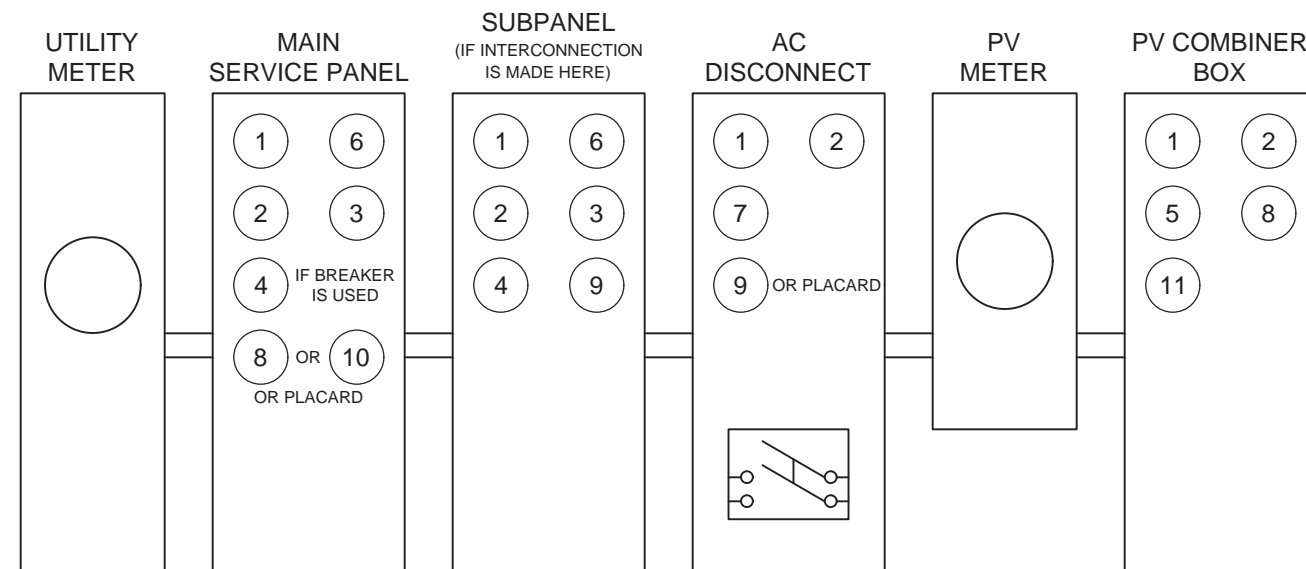 UTILITY
METER
MAIN
SERVICE PANEL
SUBPANEL
(IF INTERCONNECTION
IS MADE HERE)
AC
DISCONNECT
PV
METER
PV COMBINER
BOX
1 6
2 3
4 IF BREAKER
IS USED
8 OR 10
OR PLACARD
1 6
2 3
4 9
1 2
7
9 OR PLACARD
1 2
5 8
11